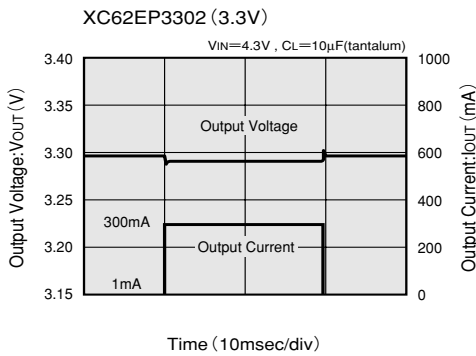 XC62EP3302 (3.3V)
VIN=4.3V , CL=10μF(tantalum)
Output Voltage:VOUT (V)
3.40
3.35
3.30
3.25
3.20
3.15
Output Voltage
300mA
Output Current
1mA
1000
800
600
400
200
0
Output Current:IOUT (mA)
Time (10msec/div)